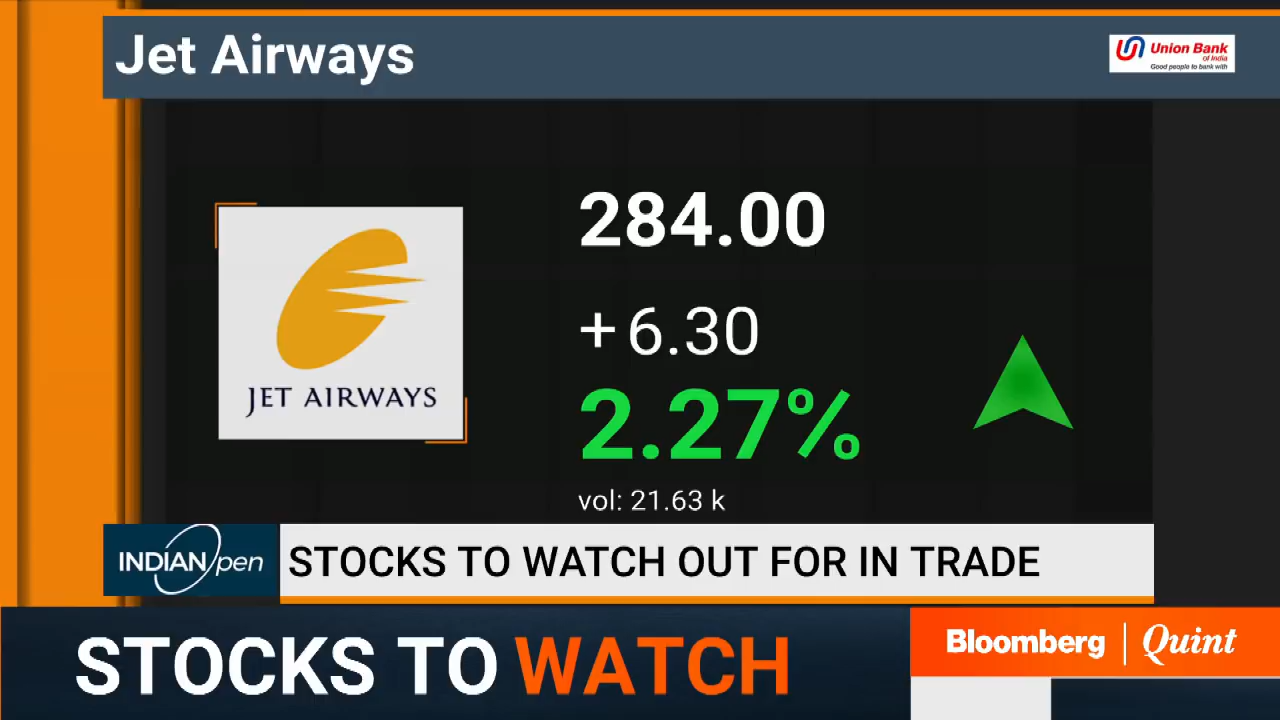 Jet Airways
Union Bank
of India
Good people to bank with
284.00
+6.30
2.27%
vol: 21.63 k
JET AIRWAYS
INDIAN Open
STOCKS TO WATCH OUT FOR IN TRADE
STOCKS TO WATCH
Bloomberg | Quint